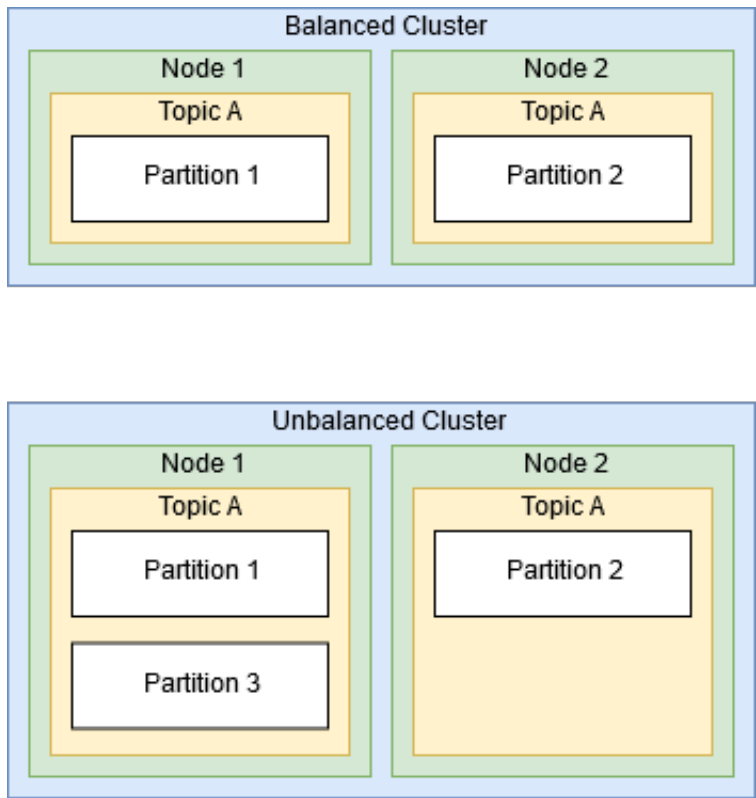 Balanced Cluster
Node 1
Topic A
Partition 1
Node 2
Topic A
Partition 2
Unbalanced Cluster
Node 1
Topic A
Partition 1
Partition 3
Node 2
Topic A
Partition 2